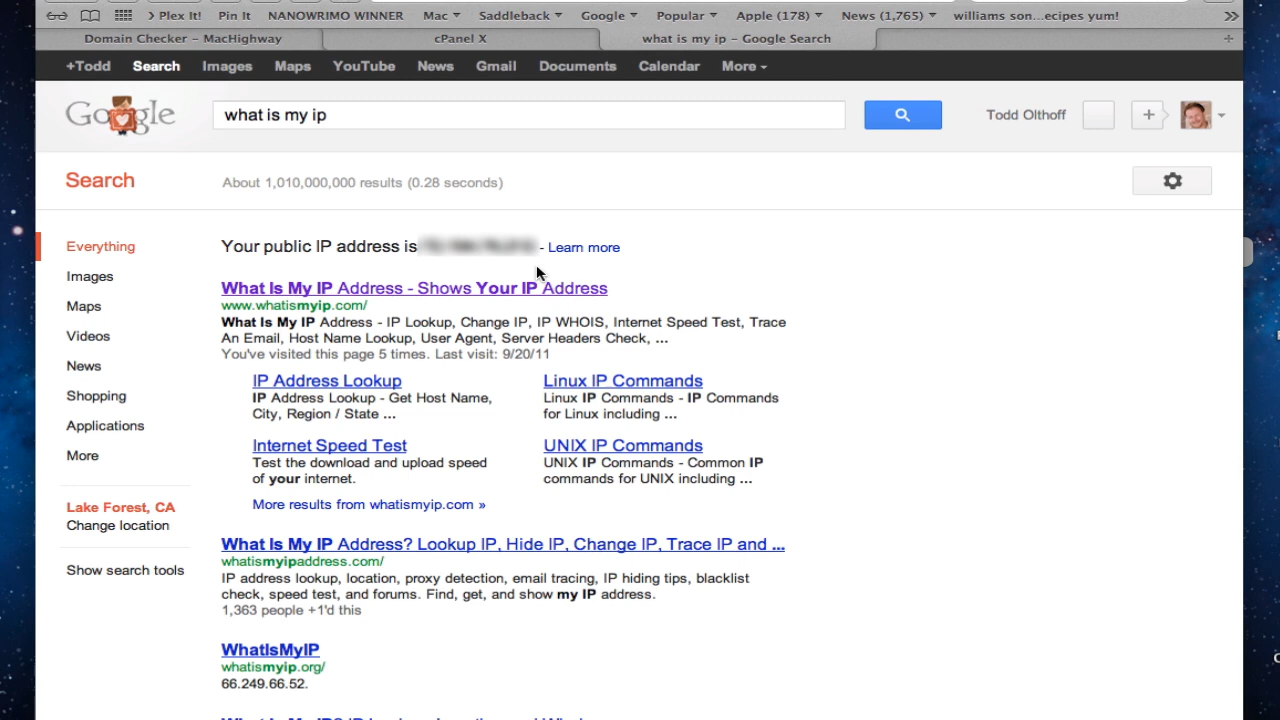 Plex It! Pin It NANOWRIMO WINNER Mac Saddleback Google Popular Apple (178) News (1,765) williams son...ecipes yum!
Domain Checker – MacHighway cPanel X what is my ip – Google Search
+Todd Search Images Maps YouTube News Gmail Documents Calendar More
Google what is my ip Todd Olthoff +
Search About 1,010,000,000 results (0.28 seconds)
Everything
Images
Maps
Videos
News
Shopping
Applications
More
Lake Forest, CA
Change location
Show search tools
Your public IP address is - Learn more
What Is My IP Address - Shows Your IP Address
www.whatismyip.com/
What Is My IP Address - IP Lookup, Change IP, IP WHOIS, Internet Speed Test, Trace
An Email, Host Name Lookup, User Agent, Server Headers Check, ...
You've visited this page 5 times. Last visit: 9/20/11
IP Address Lookup
IP Address Lookup - Get Host Name,
City, Region / State ...
Linux IP Commands
Linux IP Commands - IP Commands
for Linux including ...
Internet Speed Test
Test the download and upload speed
of your internet.
UNIX IP Commands
UNIX IP Commands - Common IP
commands for UNIX including ...
More results from whatismyip.com »
What Is My IP Address? Lookup IP, Hide IP, Change IP, Trace IP and ...
whatismyipaddress.com/
IP address lookup, location, proxy detection, email tracing, IP hiding tips, blacklist
check, speed test, and forums. Find, get, and show my IP address.
1,363 people +1'd this
WhatIsMyIP
whatismyip.org/
66.249.66.52.